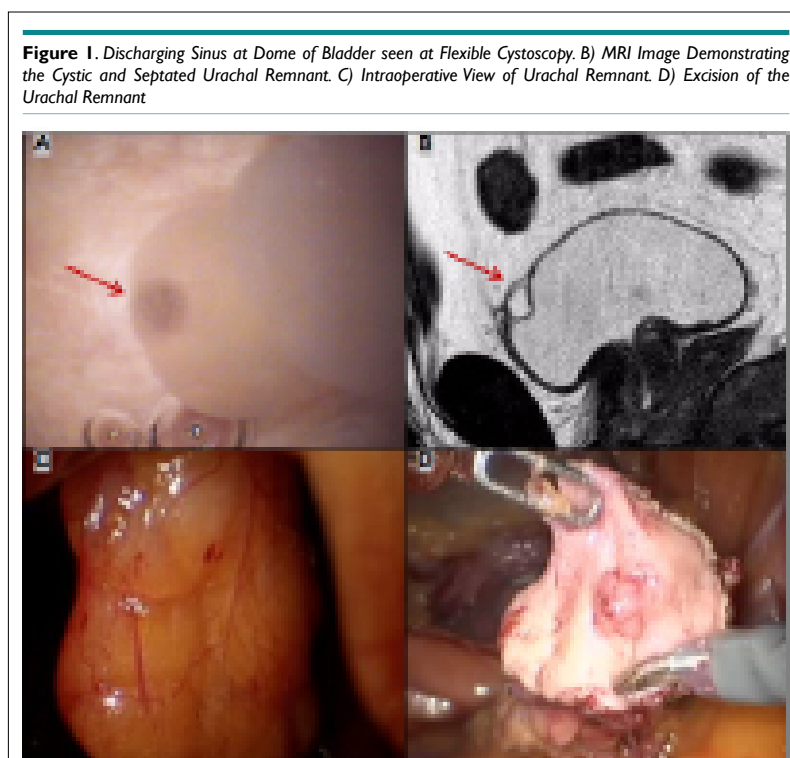 Figure 1. Discharging Sinus at Dome of Bladder seen at Flexible Cystoscopy. B) MRI Image Demonstrating
the Cystic and Septated Urachal Remnant. C) Intraoperative View of Urachal Remnant. D) Excision of the
Urachal Remnant
A